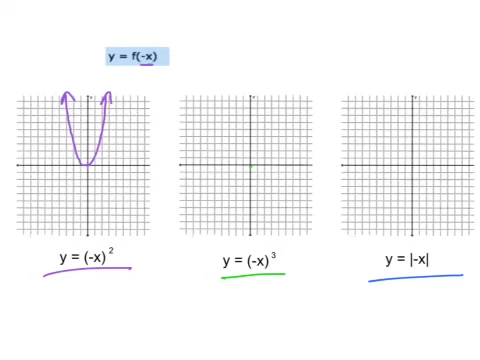 y = f(-x)
y = (-x)²
y = (-x)³
y = |-x|